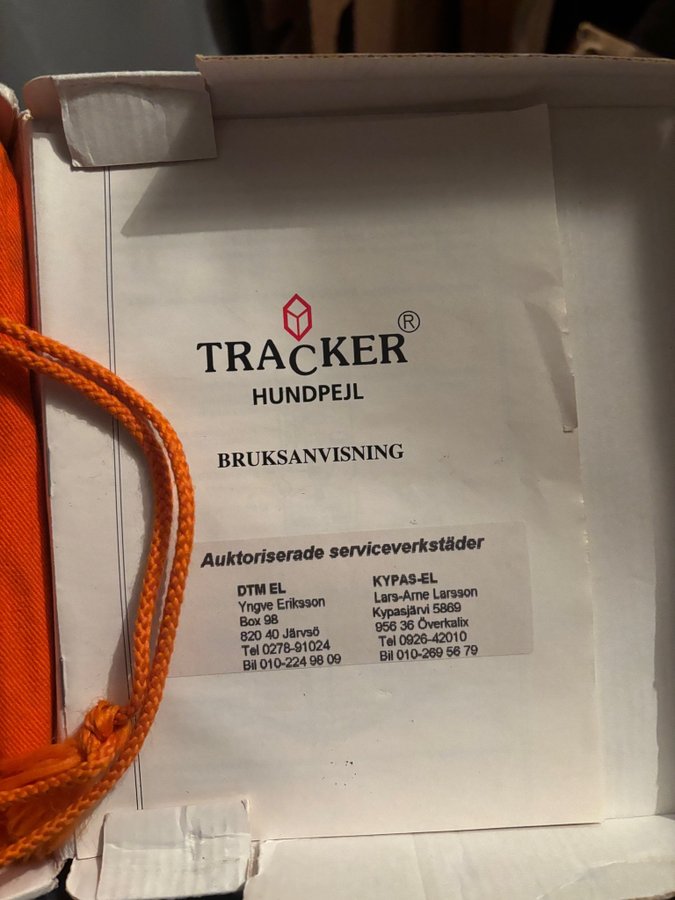 TRACKER®
HUNDPEJL
BRUKSANVISNING
Auktoriserade serviceverkstäder
DTM EL
Yngve Eriksson
Box 98
820 40 Järvsö
Tel 0278-91024
Bil 010-224 98 09
KYPAS-EL
Lars-Arne Larsson
Kypasjärvi 5869
956 36 Överkalix
Tel 0926-42010
Bil 010-269 56 79